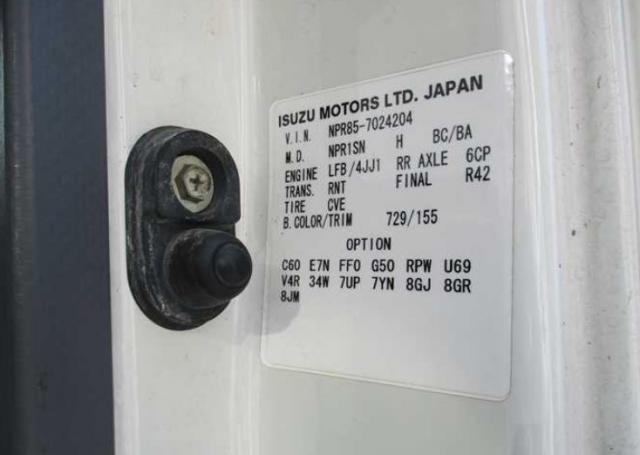 ISUZU MOTORS LTD. JAPAN
V.I.N. NPR85-7024204
M.D. NPR1SN H BC/BA
ENGINE LFB/4JJ1 RR AXLE 6CP
TRANS. RNT FINAL R42
TIRE CVE
B.COLOR/TRIM 729/155
OPTION
C60 E7N FF0 G50 RPW U69
V4R 34W 7UP 7YN 8GJ 8GR
8JM